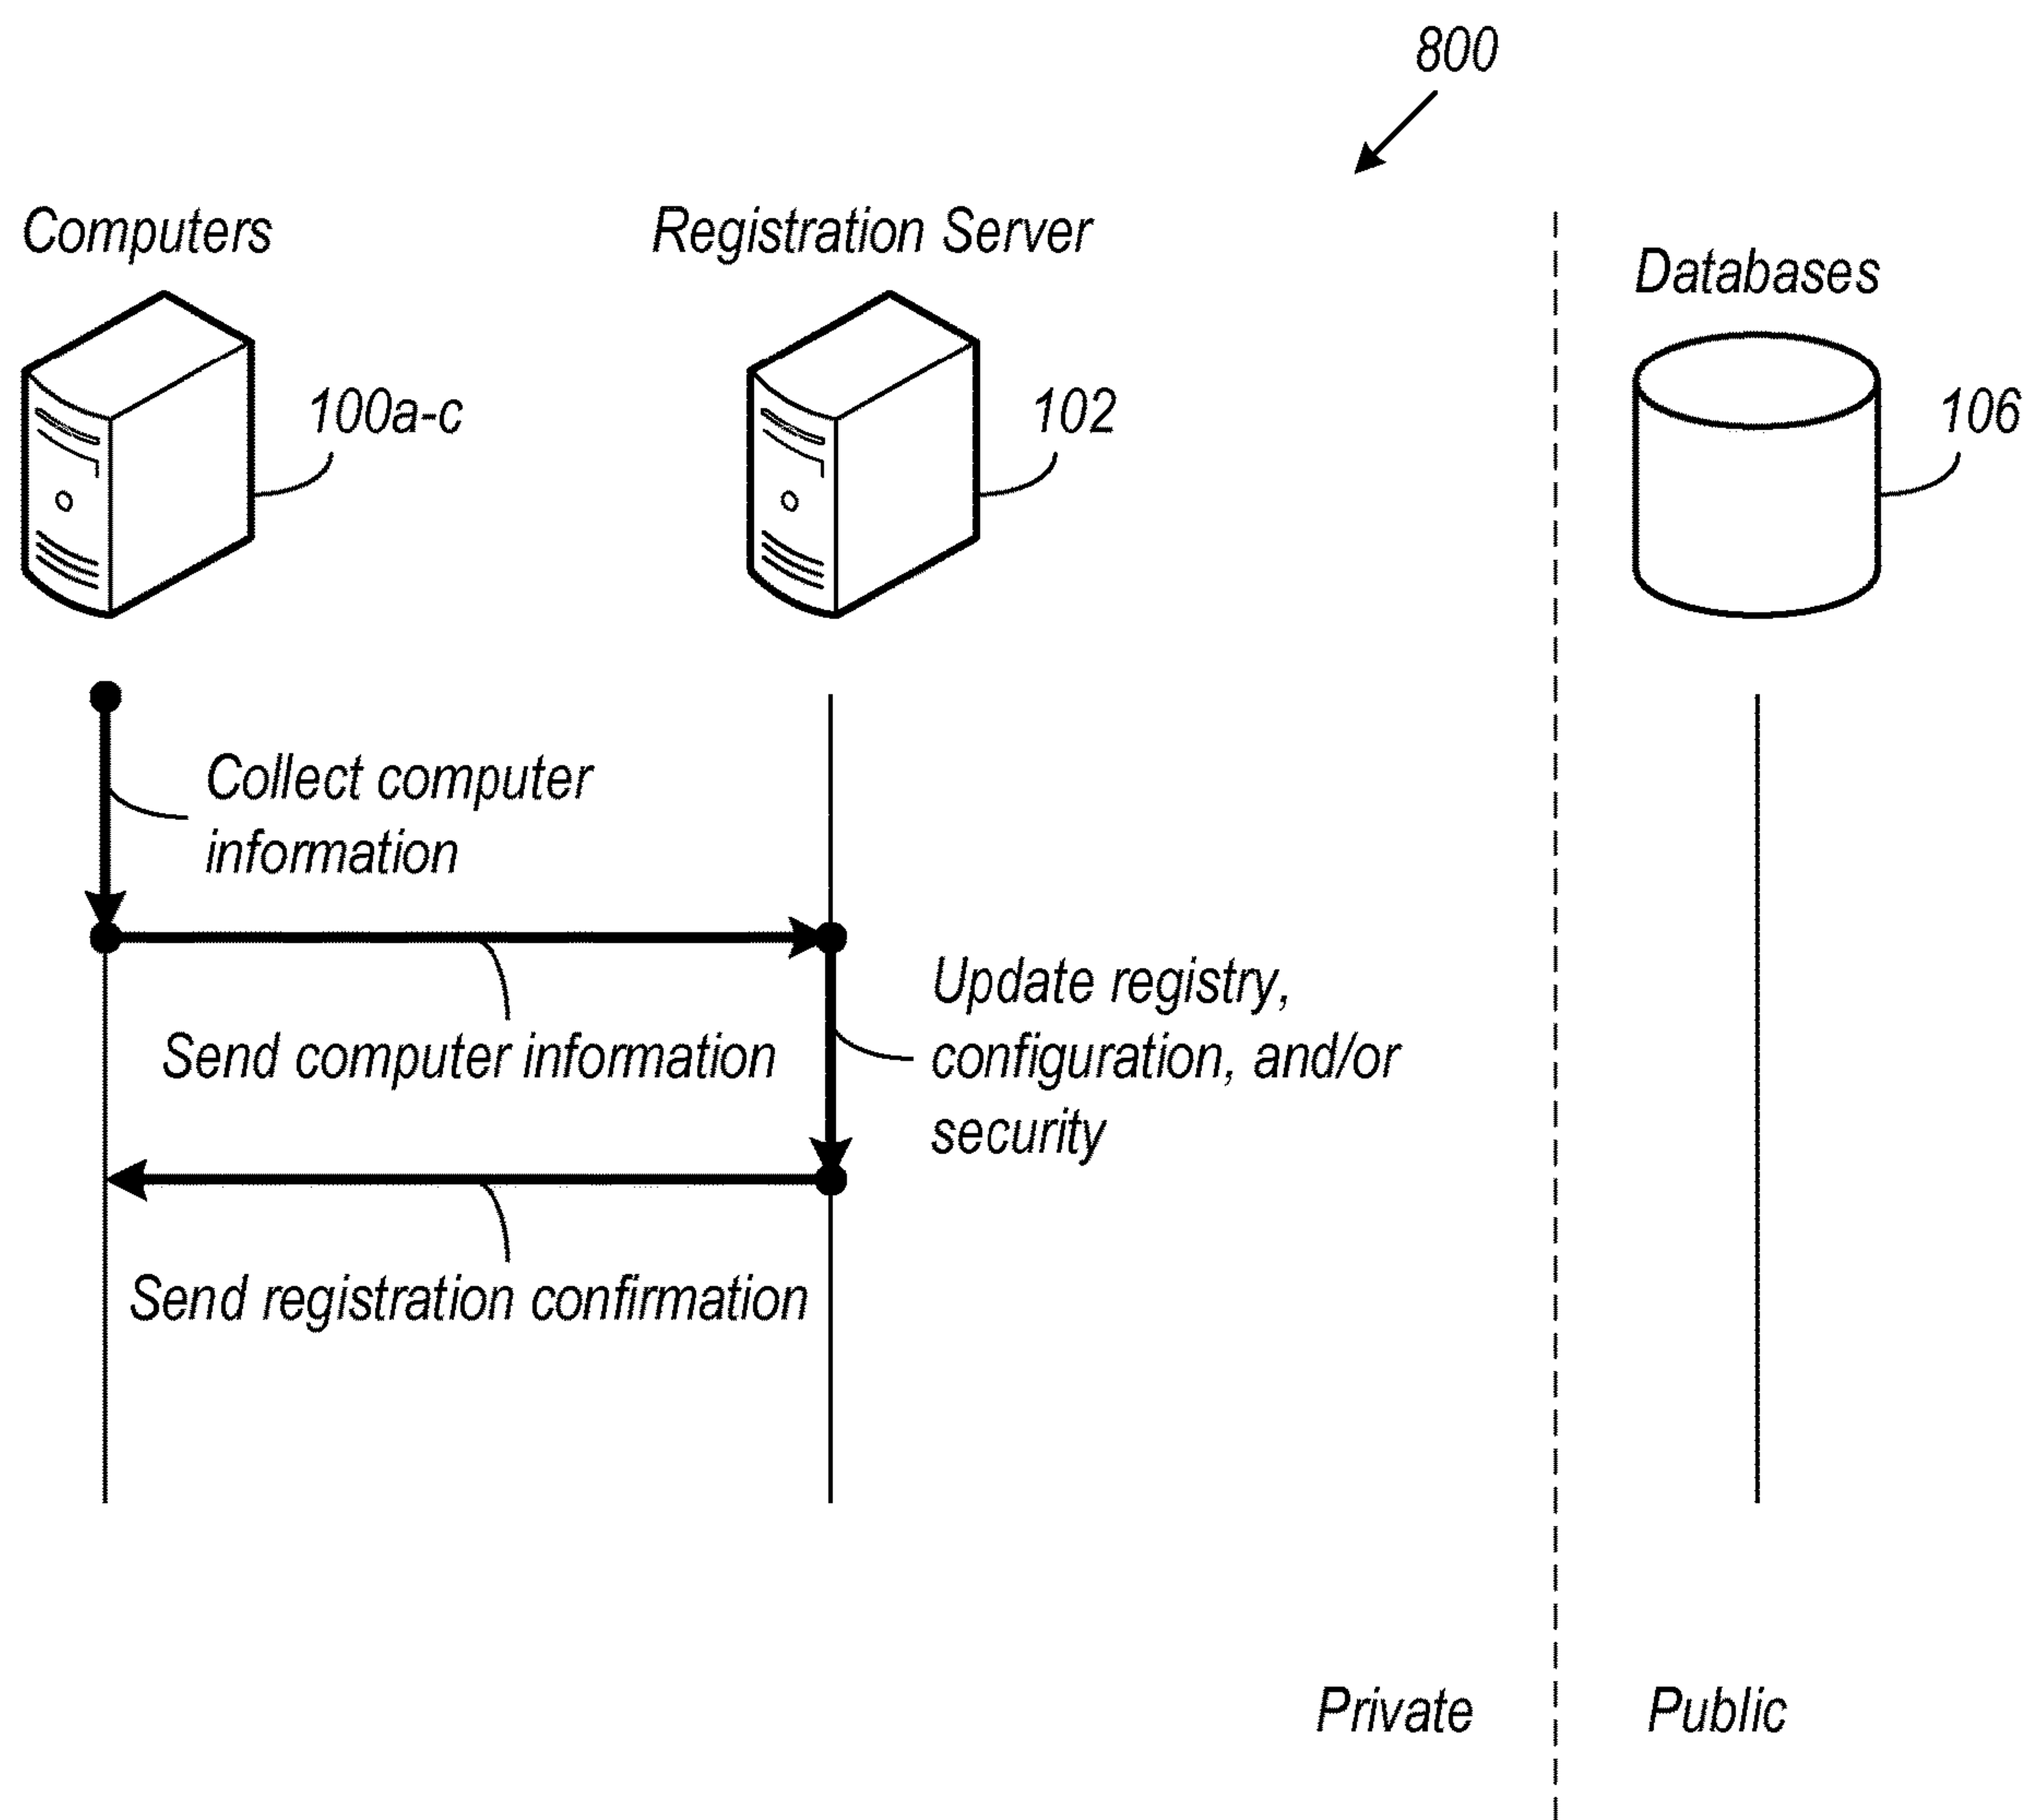 800
Computers
Registration Server
Databases
100a-c
102
106
Collect computer
information
Send computer information
Update registry,
configuration, and/or
security
Send registration confirmation
Private
Public